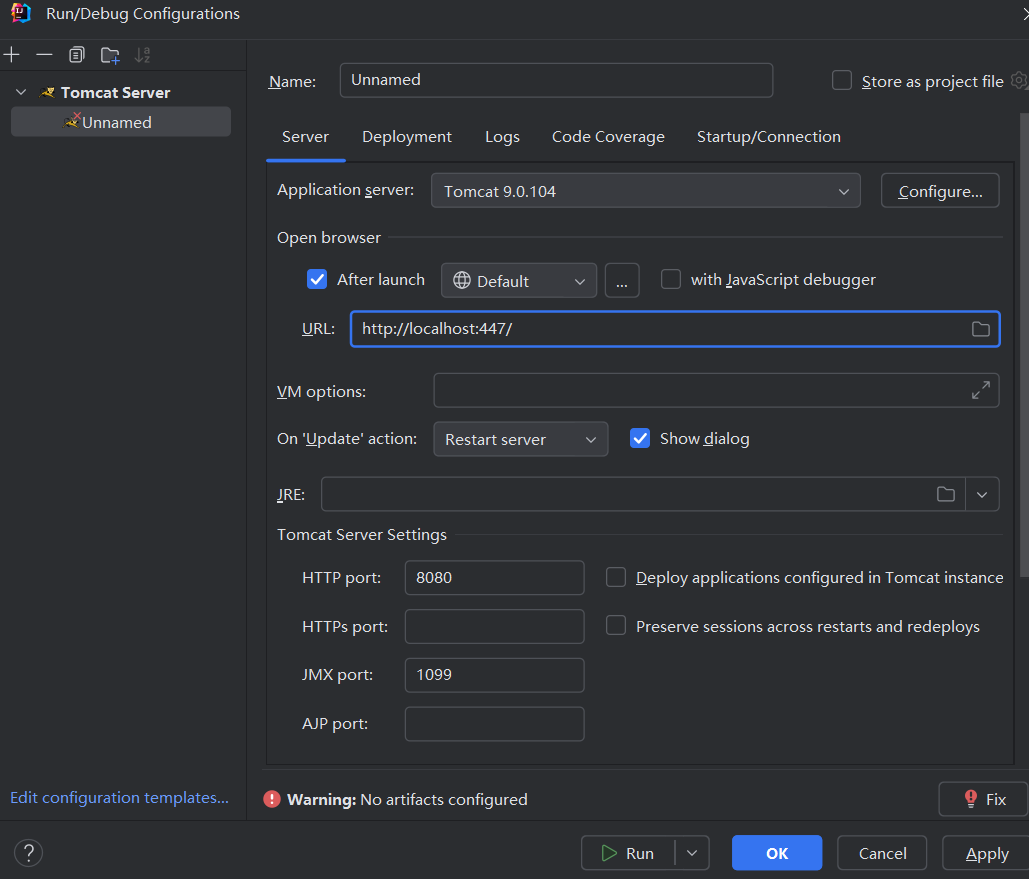 Run/Debug Configurations
Tomcat Server
Unnamed
Name: Unnamed Store as project file
Server Deployment Logs Code Coverage Startup/Connection
Application server: Tomcat 9.0.104 Configure...
Open browser
After launch Default ... with JavaScript debugger
URL: http://localhost:447/
VM options:
On 'Update' action: Restart server Show dialog
JRE:
Tomcat Server Settings
HTTP port: 8080 Deploy applications configured in Tomcat instance
HTTPs port: Preserve sessions across restarts and redeploys
JMX port: 1099
AJP port:
Edit configuration templates... Warning: No artifacts configured Fix
? Run OK Cancel Apply